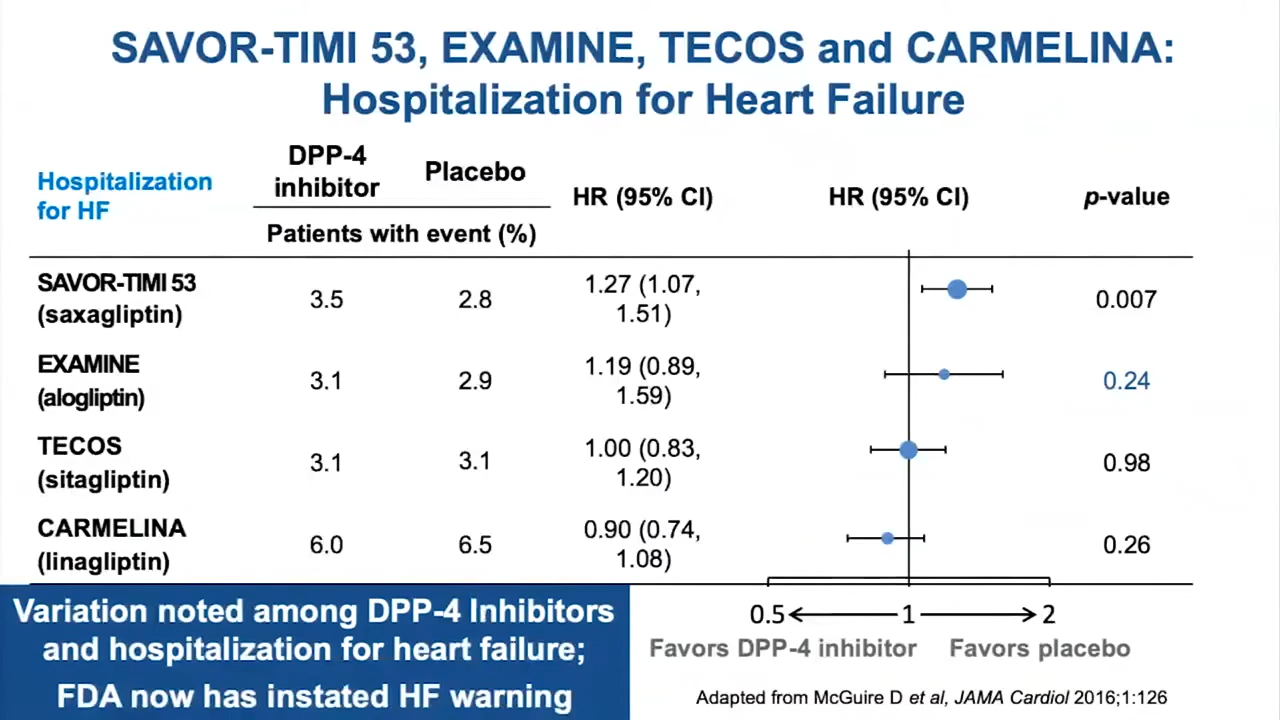 SAVOR-TIMI 53, EXAMINE, TECOS and CARMELINA:
Hospitalization for Heart Failure
Hospitalization
for HF
DPP-4
inhibitor
Placebo
Patients with event (%)
HR (95% CI)
HR (95% CI)
p-value
SAVOR-TIMI 53
(saxagliptin)
3.5
2.8
1.27 (1.07,
1.51)
0.007
EXAMINE
(alogliptin)
3.1
2.9
1.19 (0.89,
1.59)
0.24
TECOS
(sitagliptin)
3.1
3.1
1.00 (0.83,
1.20)
0.98
CARMELINA
(linagliptin)
6.0
6.5
0.90 (0.74,
1.08)
0.26
0.5
1
2
Favors DPP-4 inhibitor
Favors placebo
Variation noted among DPP-4 Inhibitors
and hospitalization for heart failure;
FDA now has instated HF warning
Adapted from McGuire D et al, JAMA Cardiol 2016;1:126